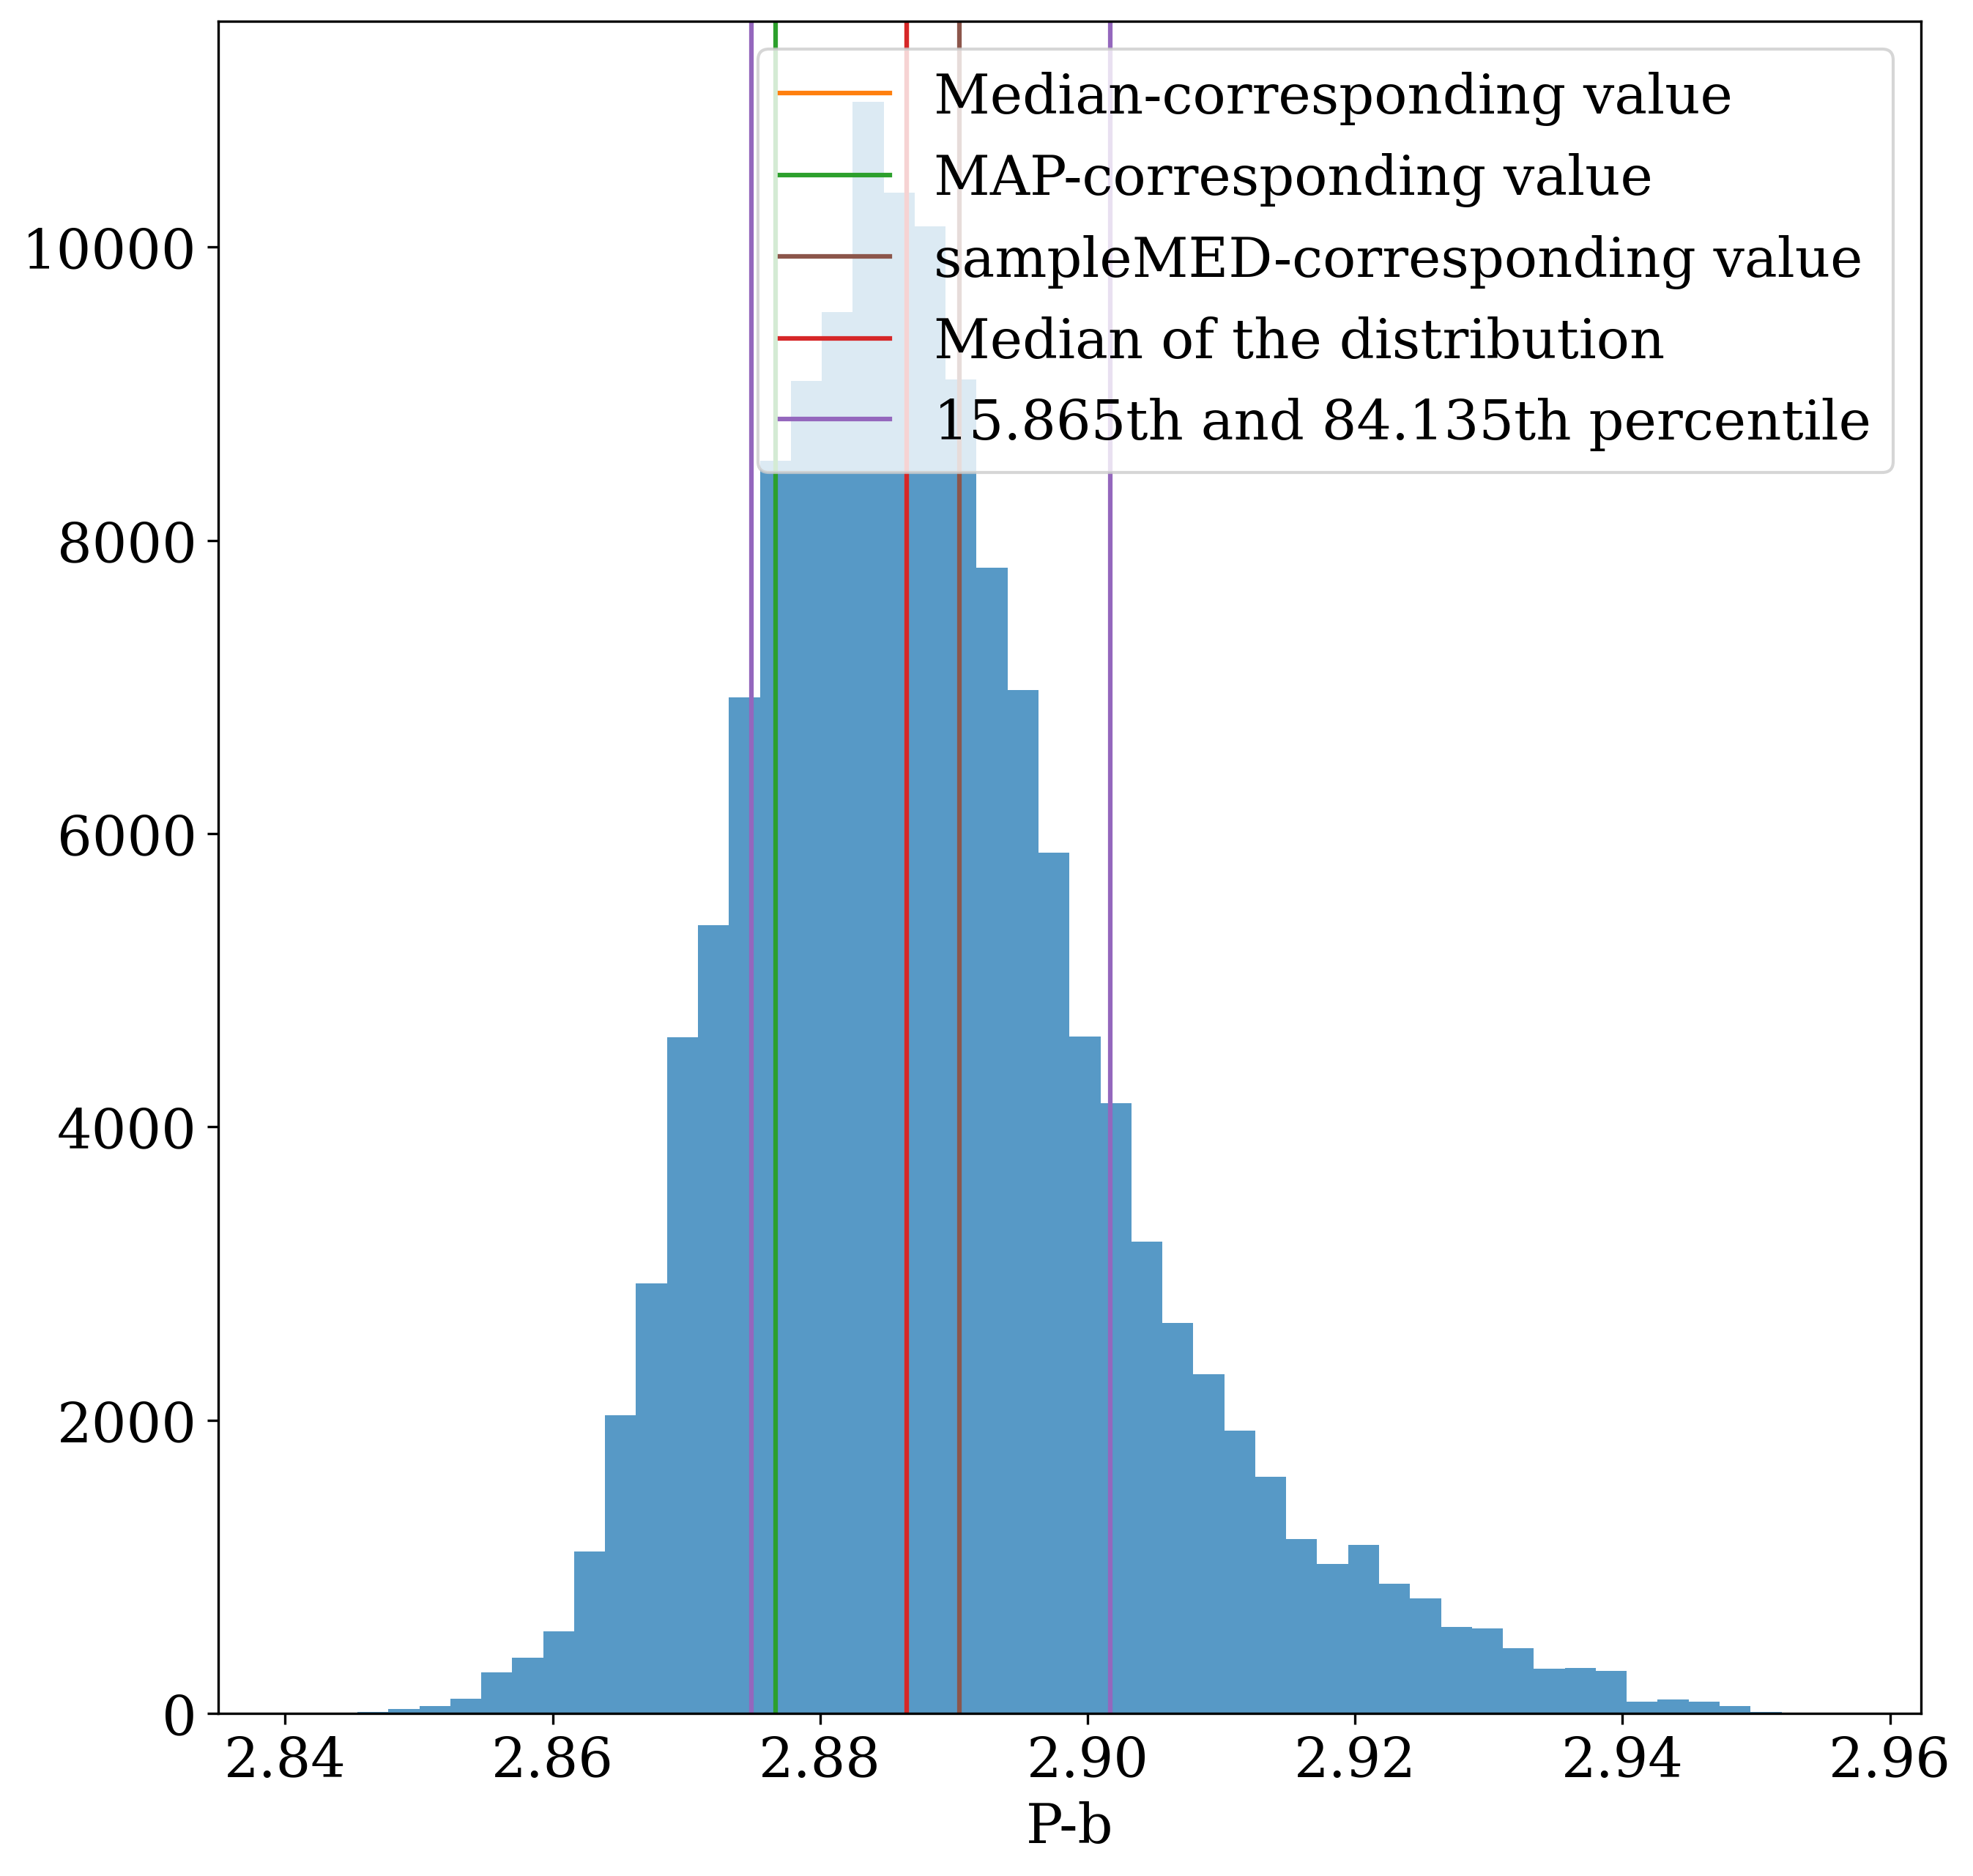 Median-corresponding value
MAP-corresponding value
sampleMED-corresponding value
Median of the distribution
15.865th and 84.135th percentile
10000
8000
6000
4000
2000
0
2.84 2.86 2.88 2.90 2.92 2.94 2.96
P-b